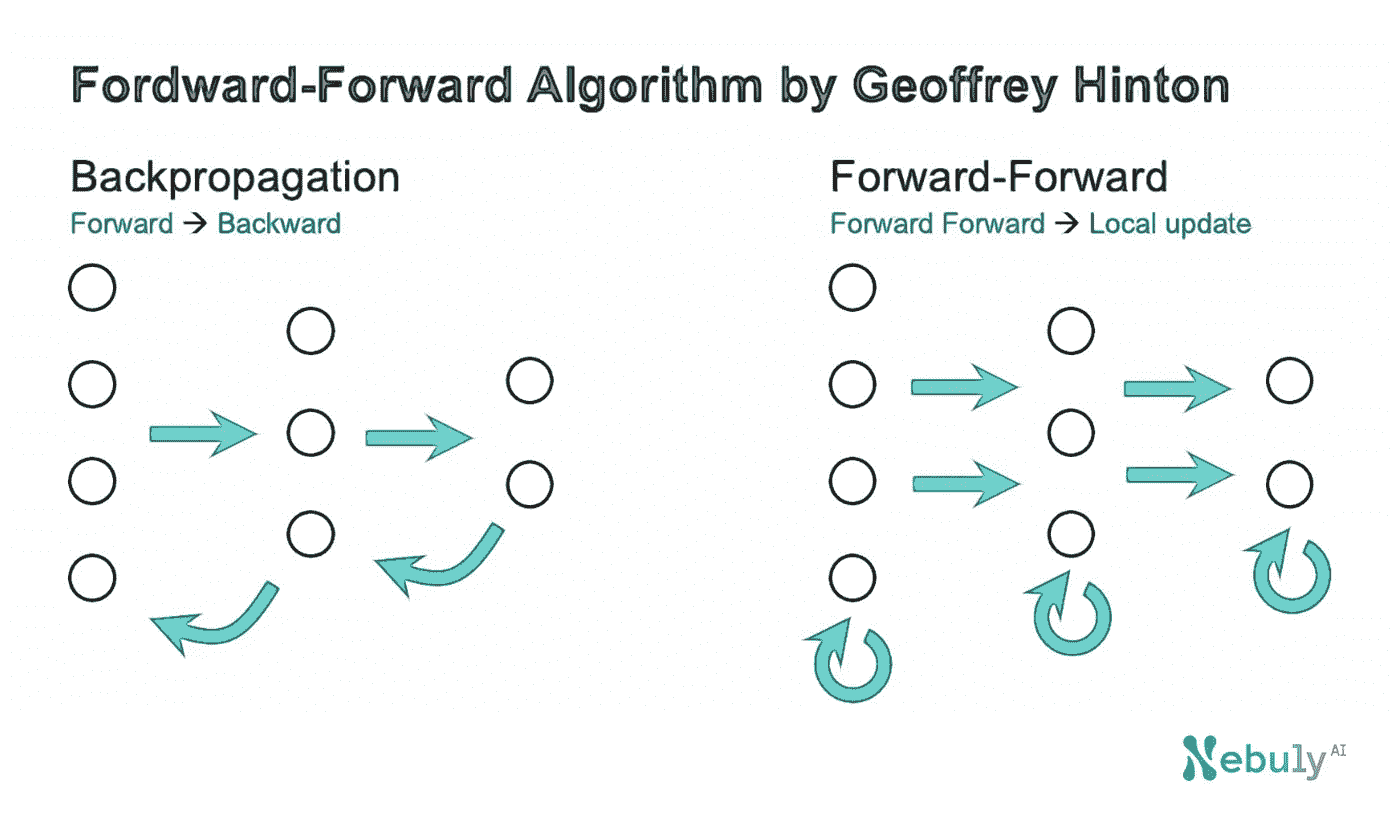 Fordward-Forward Algorithm by Geoffrey Hinton
Backpropagation
Forward → Backward
Forward-Forward
Forward Forward → Local update
Nebuly AI